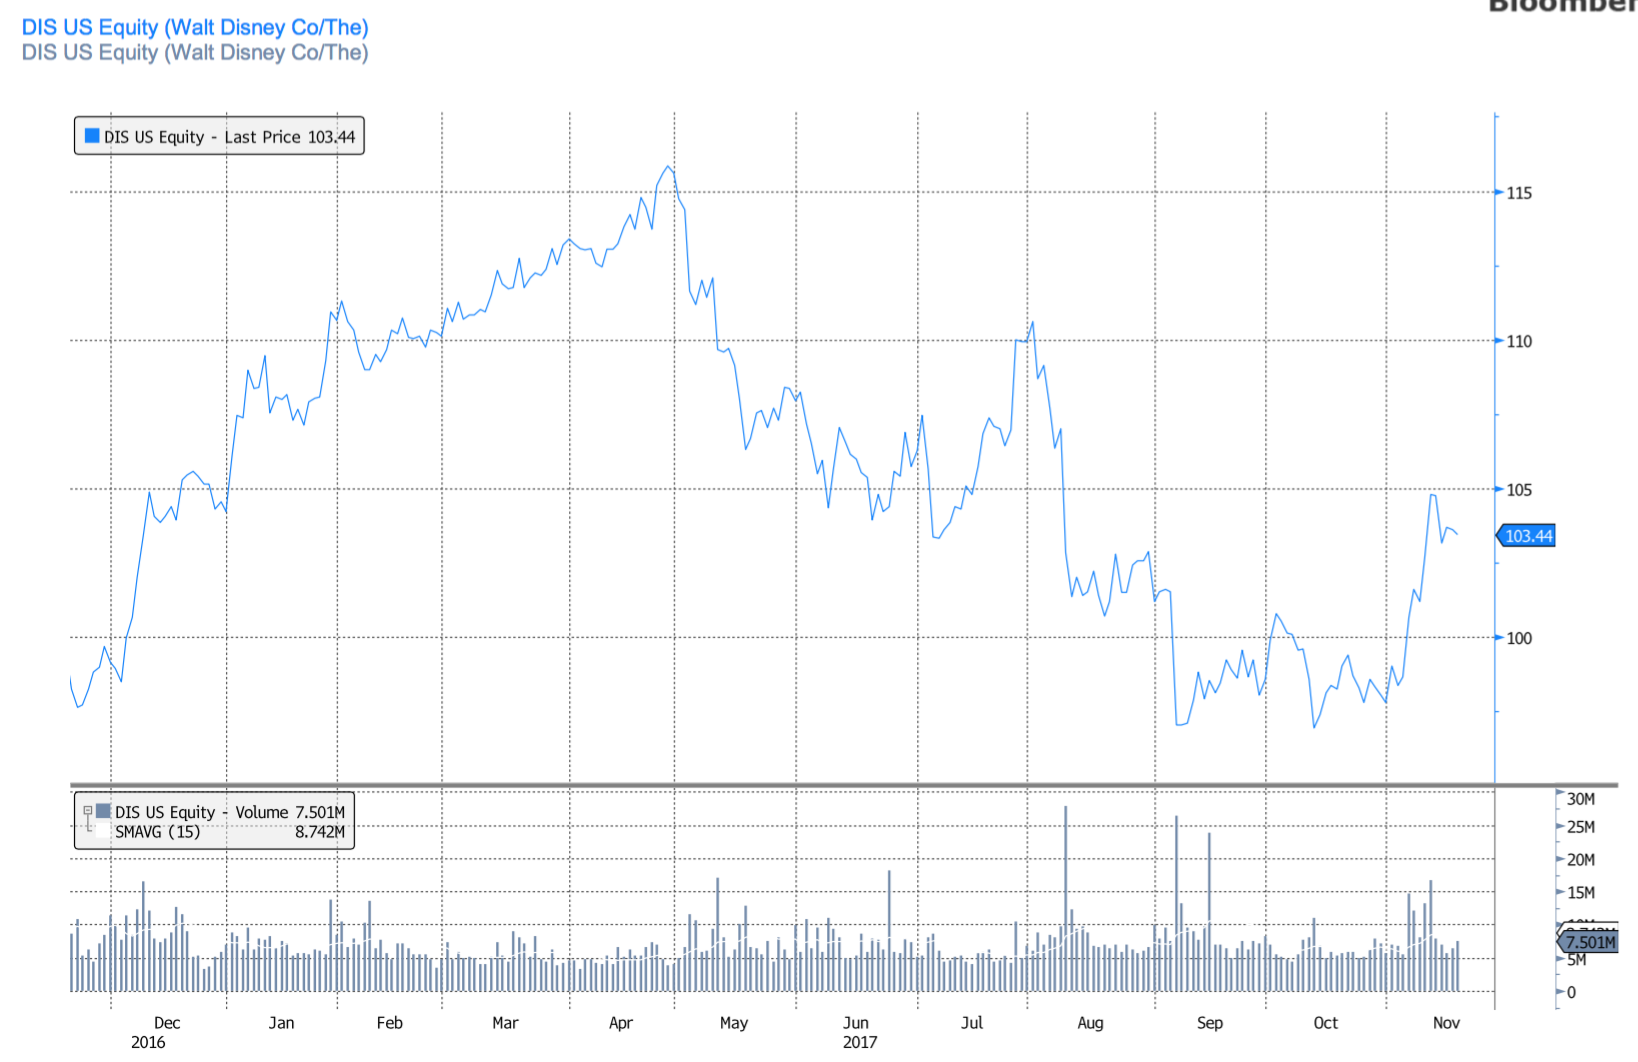 Bloomber
DIS US Equity (Walt Disney Co/The)
DIS US Equity (Walt Disney Co/The)
DIS US Equity - Last Price 103.44
115
110
105
103.44
100
DIS US Equity - Volume 7.501M
SMAVG (15) 8.742M
30M
25M
20M
15M
7.501M
5M
0
Dec Jan Feb Mar Apr May Jun Jul Aug Sep Oct Nov
2016 2017